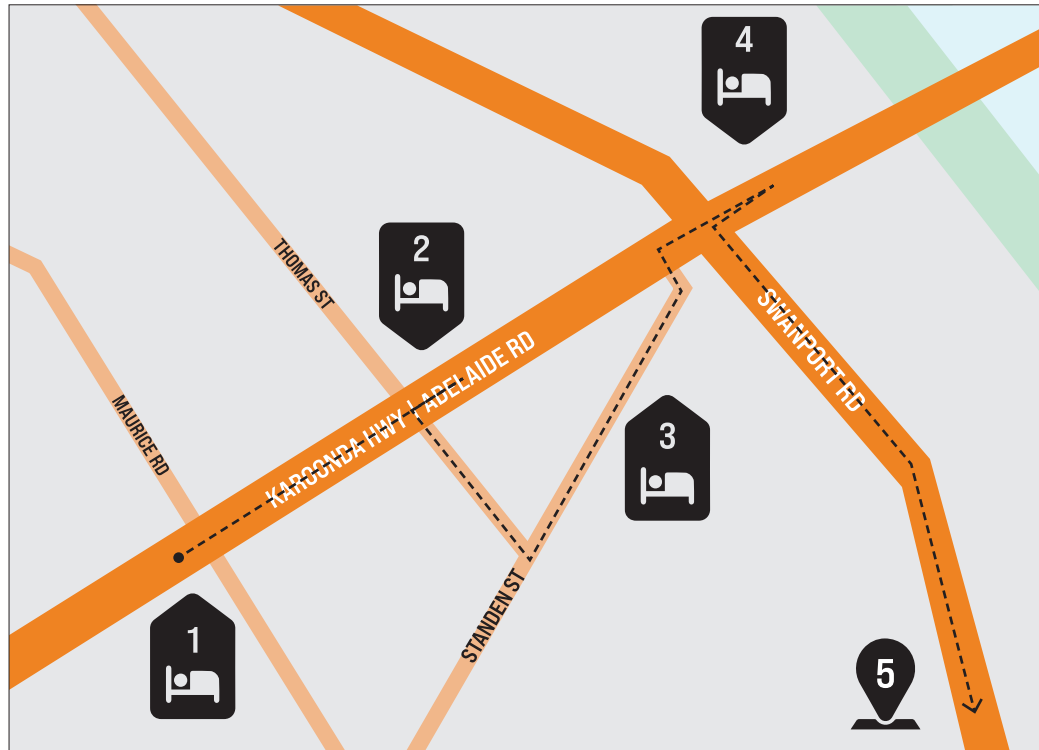 4
2
THOMAS ST
SWANPORT RD
KAROONDA HWY | ADELAIDE RD
MAURICE RD
3
STANDEN ST
1
5